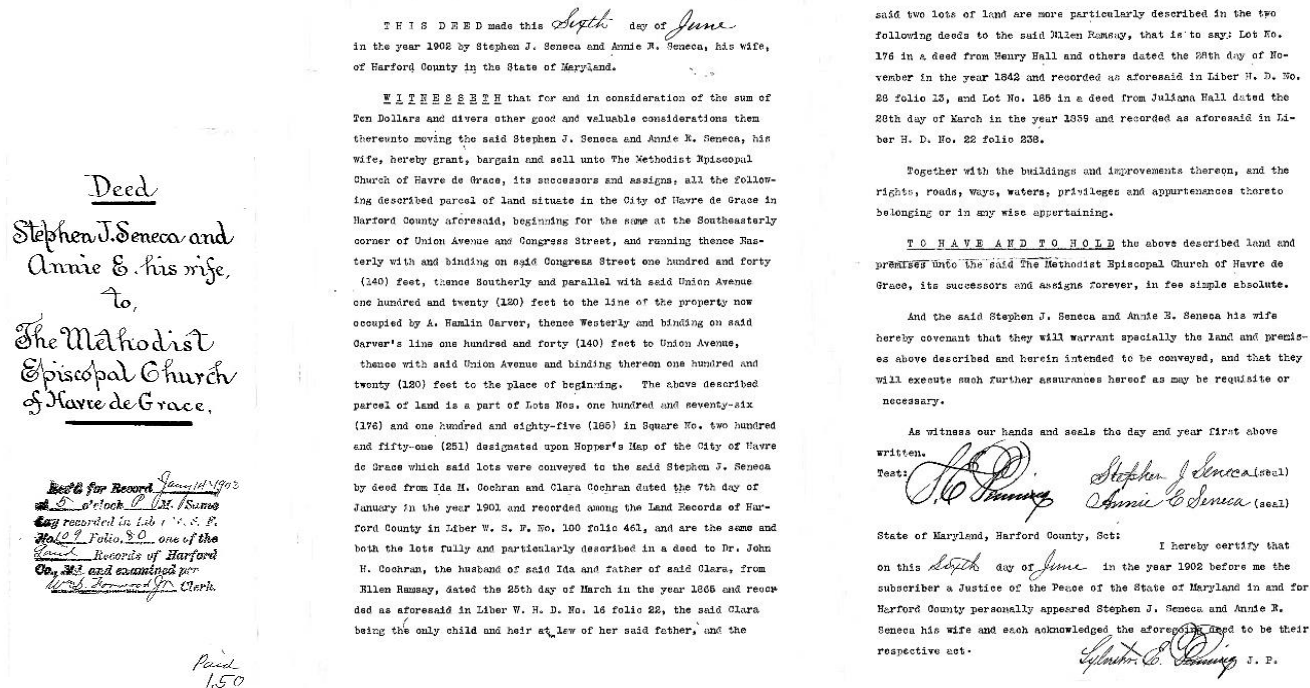 Deed
Stephen J. Seneca and
Annie E. his wife,
to,
The Methodist
Episcopal Church
of Havre de Grace.
Rec'd for Record Jany 14 1903
at 5 o'clock P. M. Same
day recorded in Lib W. S. F.
No. 109 Folio, 80 one of the
Land Records of Harford
Co., Md and examined per
Wm S. Forwood Jr Clerk.
Paid
1.50
THIS DEED made this Sixth day of June
in the year 1902 by Stephen J. Seneca and Annie E. Seneca, his wife,
of Harford County in the State of Maryland.
WITNESSETH that for and in consideration of the sum of
Ten Dollars and divers other good and valuable considerations them
thereunto moving the said Stephen J. Seneca and Annie E. Seneca, his
wife, hereby grant, bargain and sell unto The Methodist Episcopal
Church of Havre de Grace, its successors and assigns, all the follow-
ing described parcel of land situate in the City of Havre de Grace in
Harford County aforesaid, beginning for the same at the Southeasterly
corner of Union Avenue and Congress Street, and running thence Eas-
terly with and binding on said Congress Street one hundred and forty
(140) feet, thence Southerly and parallel with said Union Avenue
one hundred and twenty (120) feet to the line of the property now
occupied by A. Hamlin Carver, thence Westerly and binding on said
Carver's line one hundred and forty (140) feet to Union Avenue,
thence with said Union Avenue and binding thereon one hundred and
twenty (120) feet to the place of beginning. The above described
parcel of land is a part of Lots Nos. one hundred and seventy-six
(176) and one hundred and eighty-five (185) in Square No. two hundred
and fifty-one (251) designated upon Hopper's Map of the City of Havre
de Grace which said lots were conveyed to the said Stephen J. Seneca
by deed from Ida M. Cochran and Clara Cochran dated the 7th day of
January in the year 1901 and recorded among the Land Records of Har-
ford County in Liber W. S. F. No. 100 folio 461, and are the same and
both the lots fully and particularly described in a deed to Dr. John
H. Cochran, the husband of said Ida and father of said Clara, from
Ellen Ramsay, dated the 25th day of March in the year 1865 and recor
ded as aforesaid in Liber W. H. D. No. 16 folio 22, the said Clara
being the only child and heir at law of her said father, and the
said two lots of land are more particularly described in the two
following deeds to the said Ellen Ramsay, that is to say: Lot No.
176 in a deed from Henry Hall and others dated the 28th day of No-
vember in the year 1842 and recorded as aforesaid in Liber H. D. No.
28 folio 13, and Lot No. 185 in a deed from Juliana Hall dated the
28th day of March in the year 1839 and recorded as aforesaid in Li-
ber H. D. No. 22 folio 238.
Together with the buildings and improvements thereon, and the
rights, roads, ways, waters, privileges and appurtenances thereto
belonging or in any wise appertaining.
TO HAVE AND TO HOLD the above described land and
premises unto the said The Methodist Episcopal Church of Havre de
Grace, its successors and assigns forever, in fee simple absolute.
And the said Stephen J. Seneca and Annie E. Seneca his wife
hereby covenant that they will warrant specially the land and premis-
es above described and herein intended to be conveyed, and that they
will execute such further assurances hereof as may be requisite or
necessary.
As witness our hands and seals the day and year first above
written.
Test: S. E. Penning
Stephen J Seneca (seal)
Annie E Seneca (seal)
State of Maryland, Harford County, Sct:
I hereby certify that
on this Sixth day of June in the year 1902 before me the
subscriber a Justice of the Peace of the State of Maryland in and for
Harford County personally appeared Stephen J. Seneca and Annie E.
Seneca his wife and each acknowledged the aforegoing deed to be their
respective act.
Sylvester E. Penning J. P.